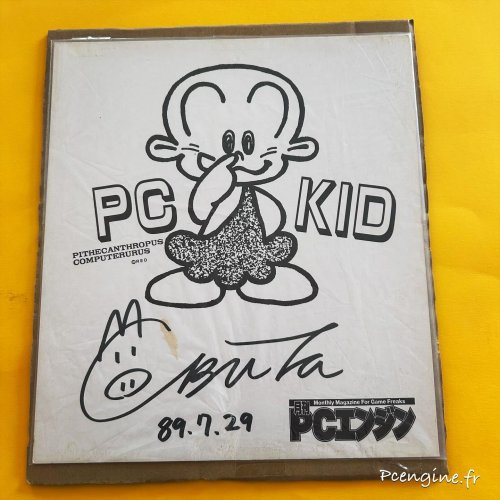 PC KID
PITHECANTHROPUS
COMPUTERURUS
©RED
BUTA
89.7.29
Monthly Magazine For Game Freaks
月刊PCエンジン
Pcengine.fr